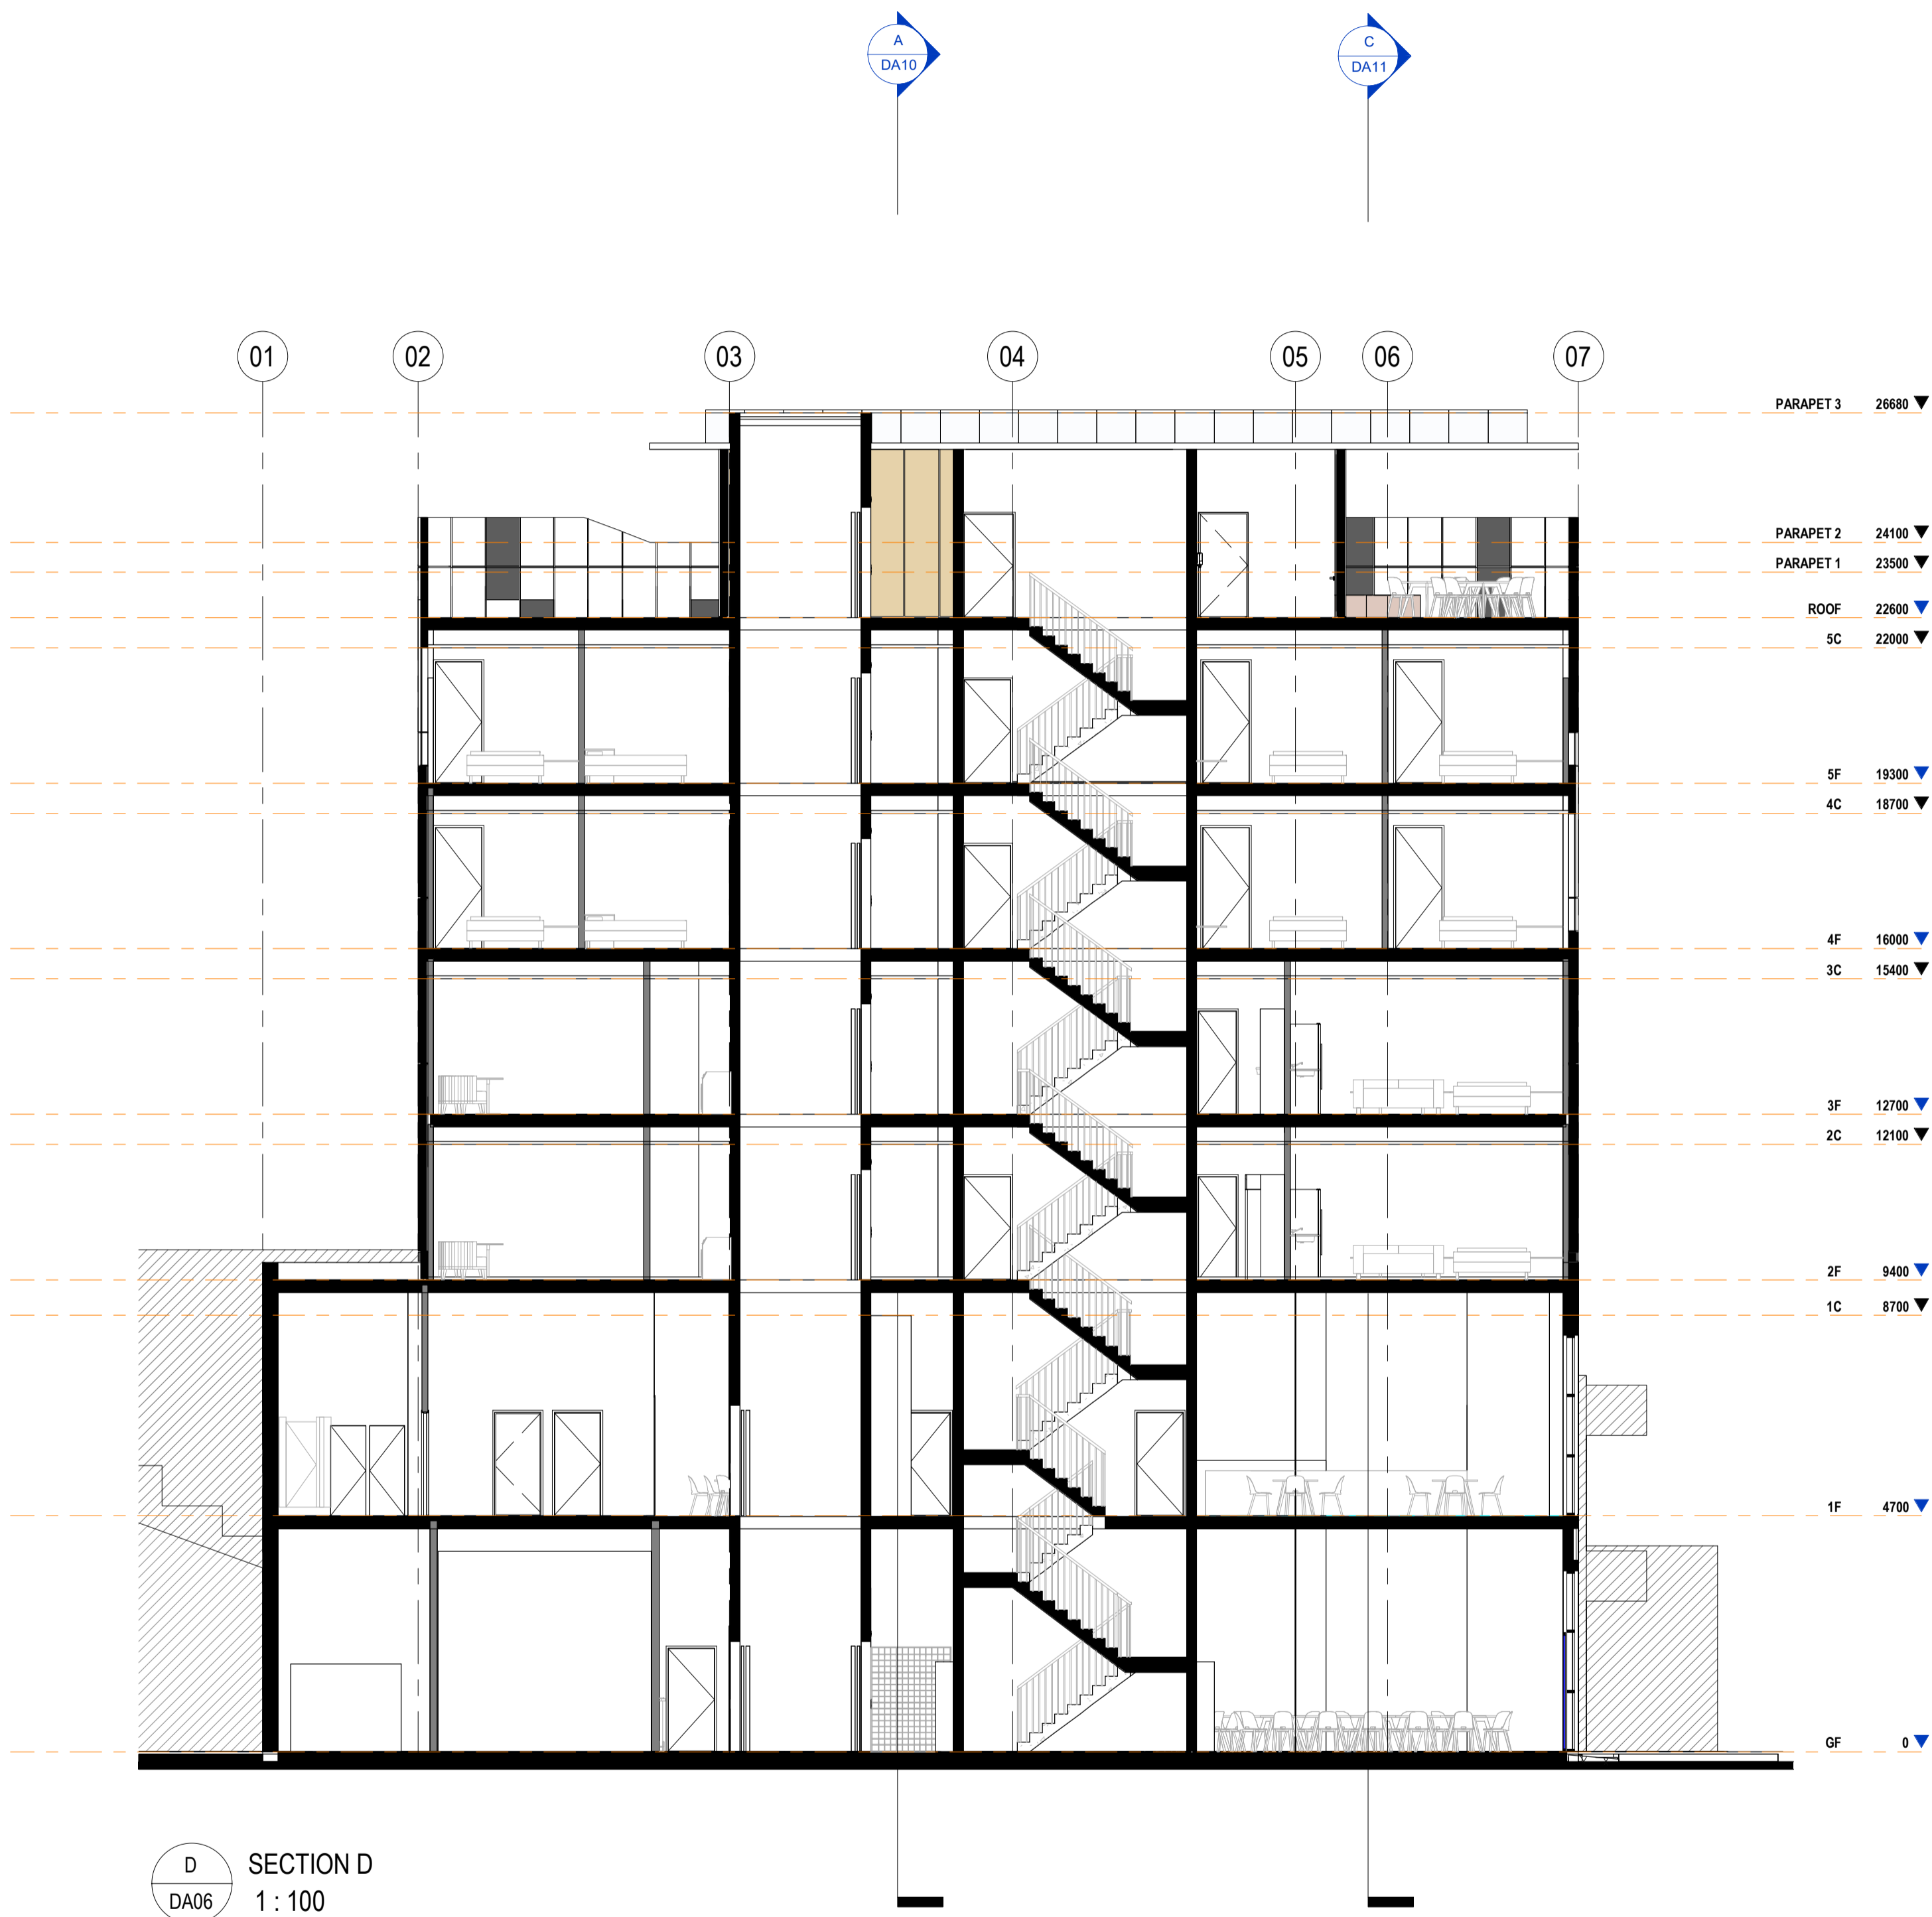 A
DA10
C
DA11
01
02
03
04
05
06
07
PARAPET 3 26680
PARAPET 2 24100
PARAPET 1 23500
ROOF 22600
5C 22000
5F 19300
4C 18700
4F 16000
3C 15400
3F 12700
2C 12100
2F 9400
1C 8700
1F 4700
GF 0
D
DA06
SECTION D
1 : 100